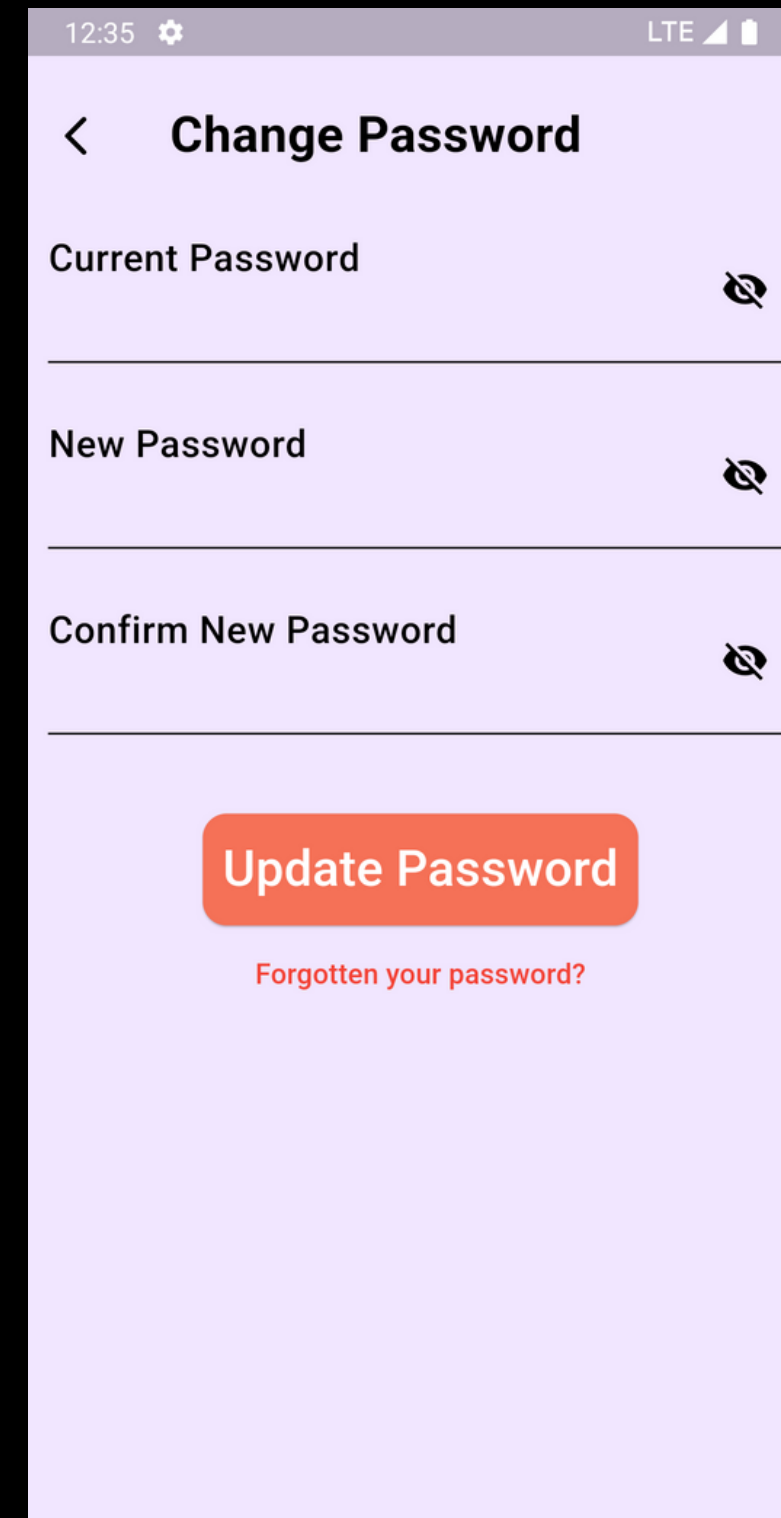 12:35 LTE
Change Password
Current Password
New Password
Confirm New Password
Update Password
Forgotten your password?